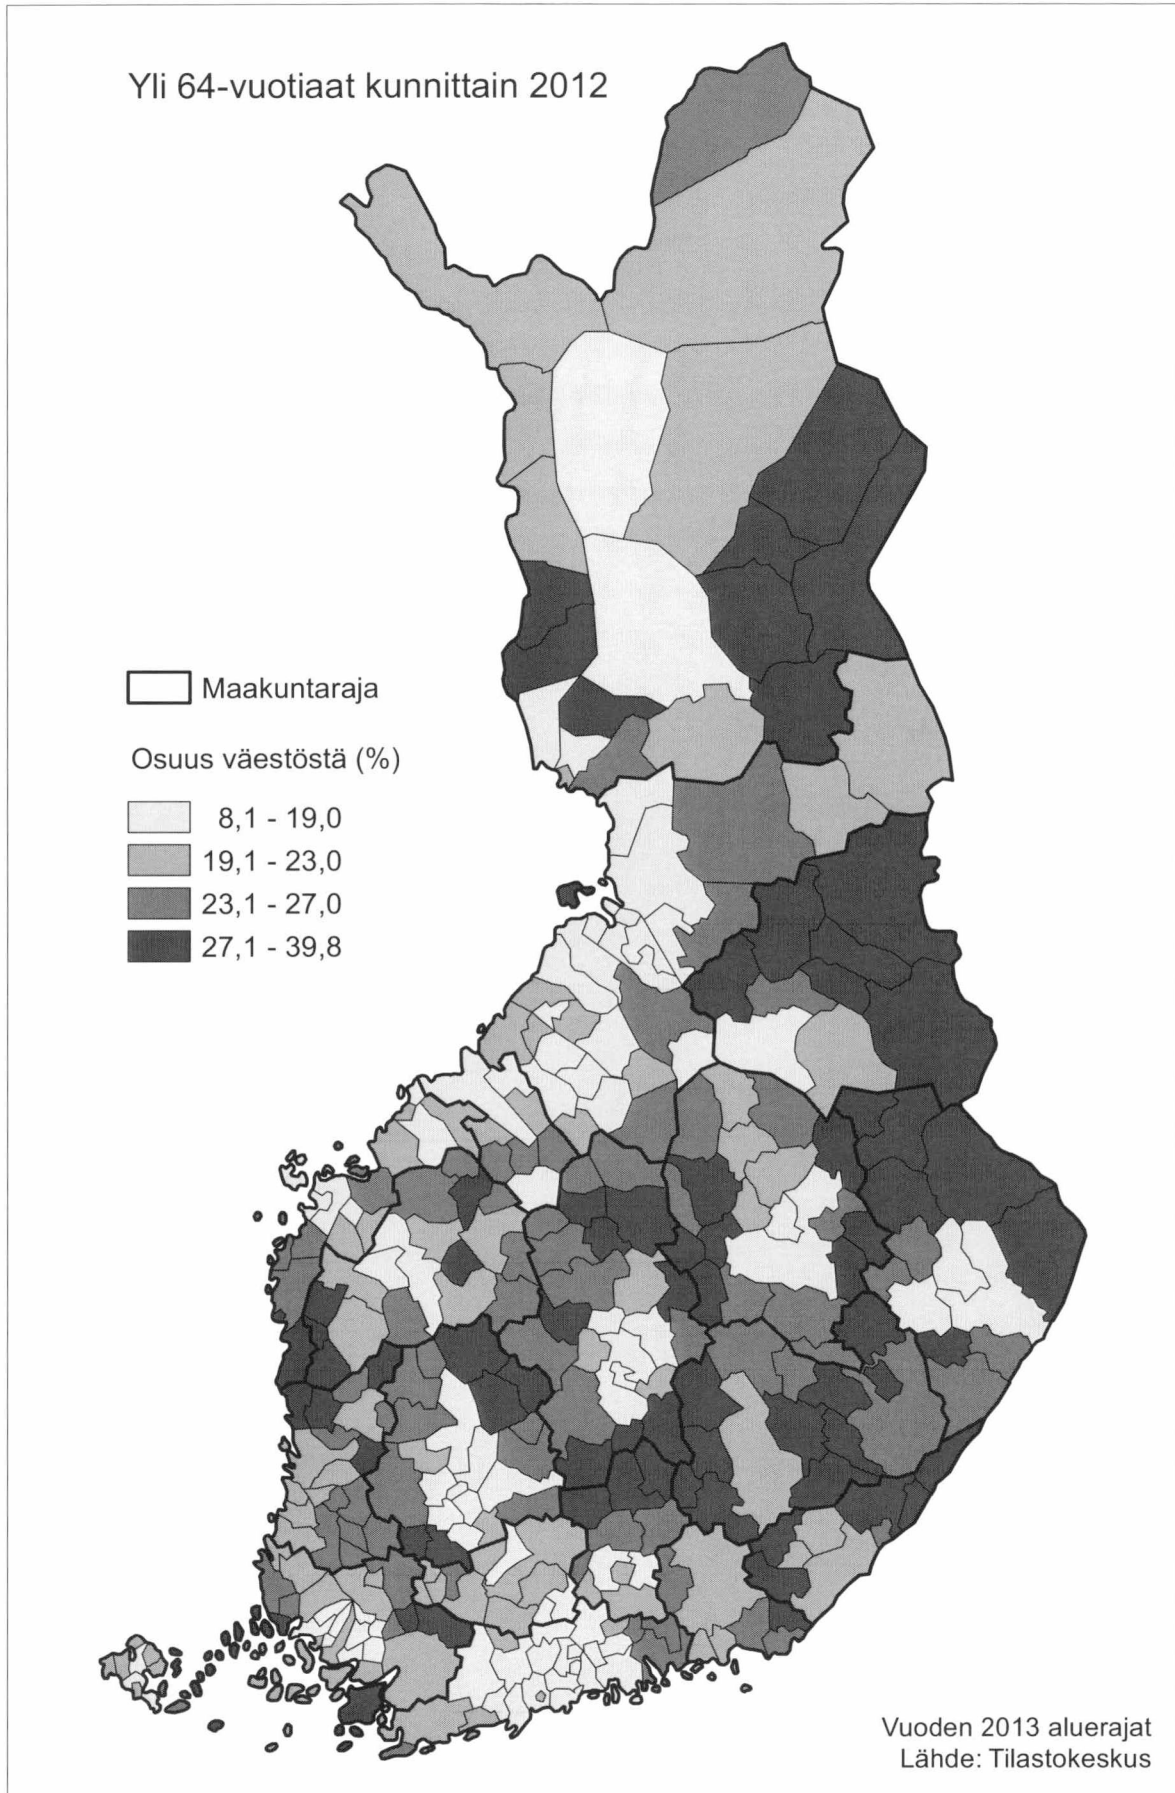 Yli 64-vuotiaat kunnittain 2012
Maakuntaraja
Osuus väestöstä (%)
8,1 - 19,0
19,1 - 23,0
23,1 - 27,0
27,1 - 39,8
Vuoden 2013 aluerajat
Lähde: Tilastokeskus